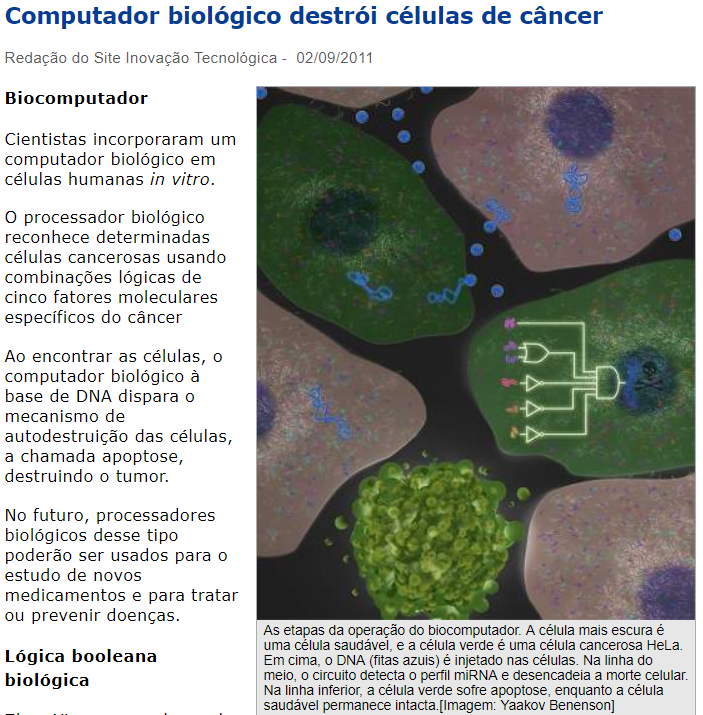 Computador biológico destrói células de câncer
Redação do Site Inovação Tecnológica - 02/09/2011
Biocomputador
Cientistas incorporaram um
computador biológico em
células humanas in vitro.
O processador biológico
reconhece determinadas
células cancerosas usando
combinações lógicas de
cinco fatores moleculares
específicos do câncer
Ao encontrar as células, o
computador biológico à
base de DNA dispara o
mecanismo de
autodestruição das células,
a chamada apoptose,
destruindo o tumor.
No futuro, processadores
biológicos desse tipo
poderão ser usados para o
estudo de novos
medicamentos e para tratar
ou prevenir doenças.
Lógica booleana
biológica
As etapas da operação do biocomputador. A célula mais escura é
uma célula saudável, e a célula verde é uma célula cancerosa HeLa.
Em cima, o DNA (fitas azuis) é injetado nas células. Na linha do
meio, o circuito detecta o perfil miRNA e desencadeia a morte celular.
Na linha inferior, a célula verde sofre apoptose, enquanto a célula
saudável permanece intacta.[Imagem: Yaakov Benenson]